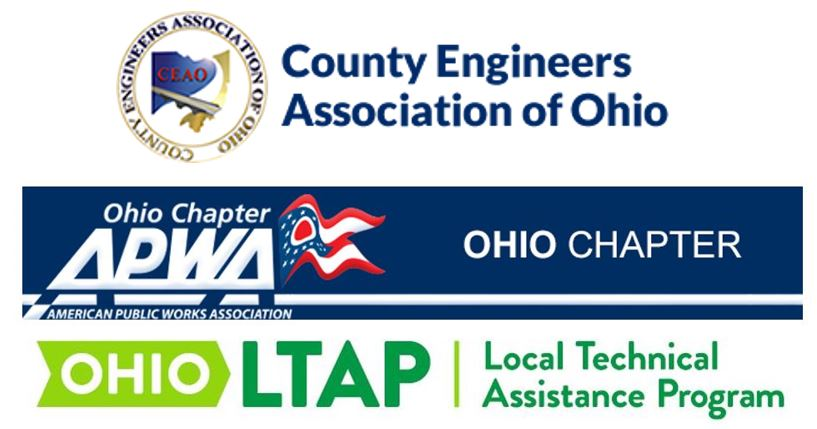 COUNTY ENGINEERS ASSOCIATION OF OHIO
CEAO
County Engineers
Association of Ohio
Ohio Chapter
APWA
AMERICAN PUBLIC WORKS ASSOCIATION
OHIO CHAPTER
OHIO LTAP
Local Technical
Assistance Program